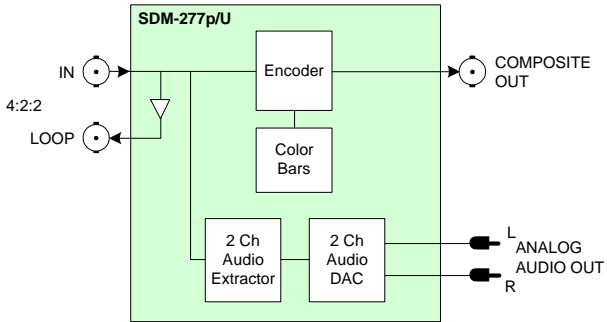 SDM-277p/U
IN
4:2:2
LOOP
Encoder
COMPOSITE
OUT
Color
Bars
2 Ch
Audio
Extractor
2 Ch
Audio
DAC
L
ANALOG
AUDIO OUT
R